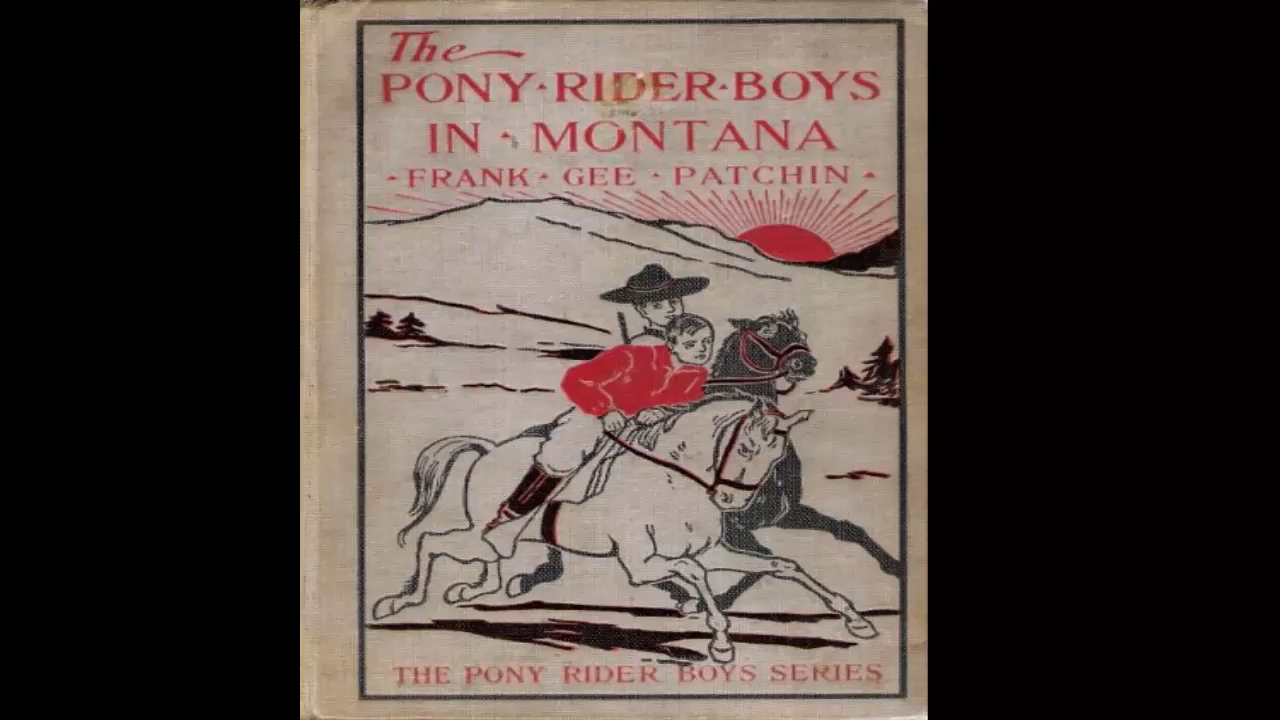 The
PONY·RIDER·BOYS
IN·MONTANA
·FRANK·GEE·PATCHIN·
THE PONY RIDER BOYS SERIES